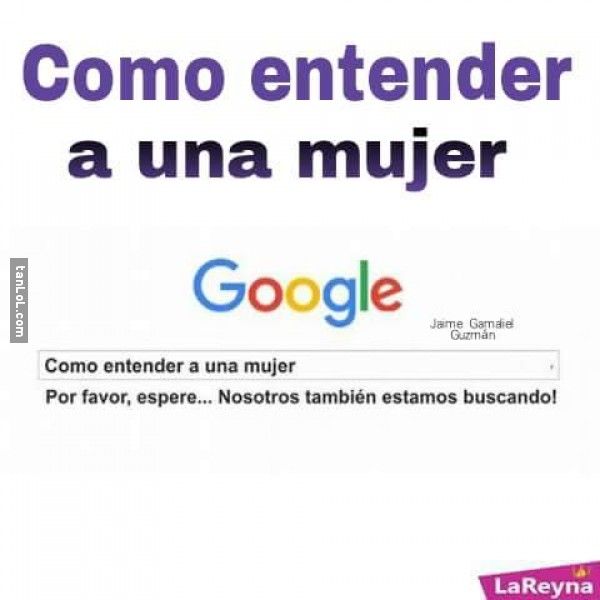 Como entender
a una mujer
tanLol.com
Google
Jaime Gamaliel
Guzmán
Como entender a una mujer
Por favor, espere... Nosotros también estamos buscando!
LaReyna